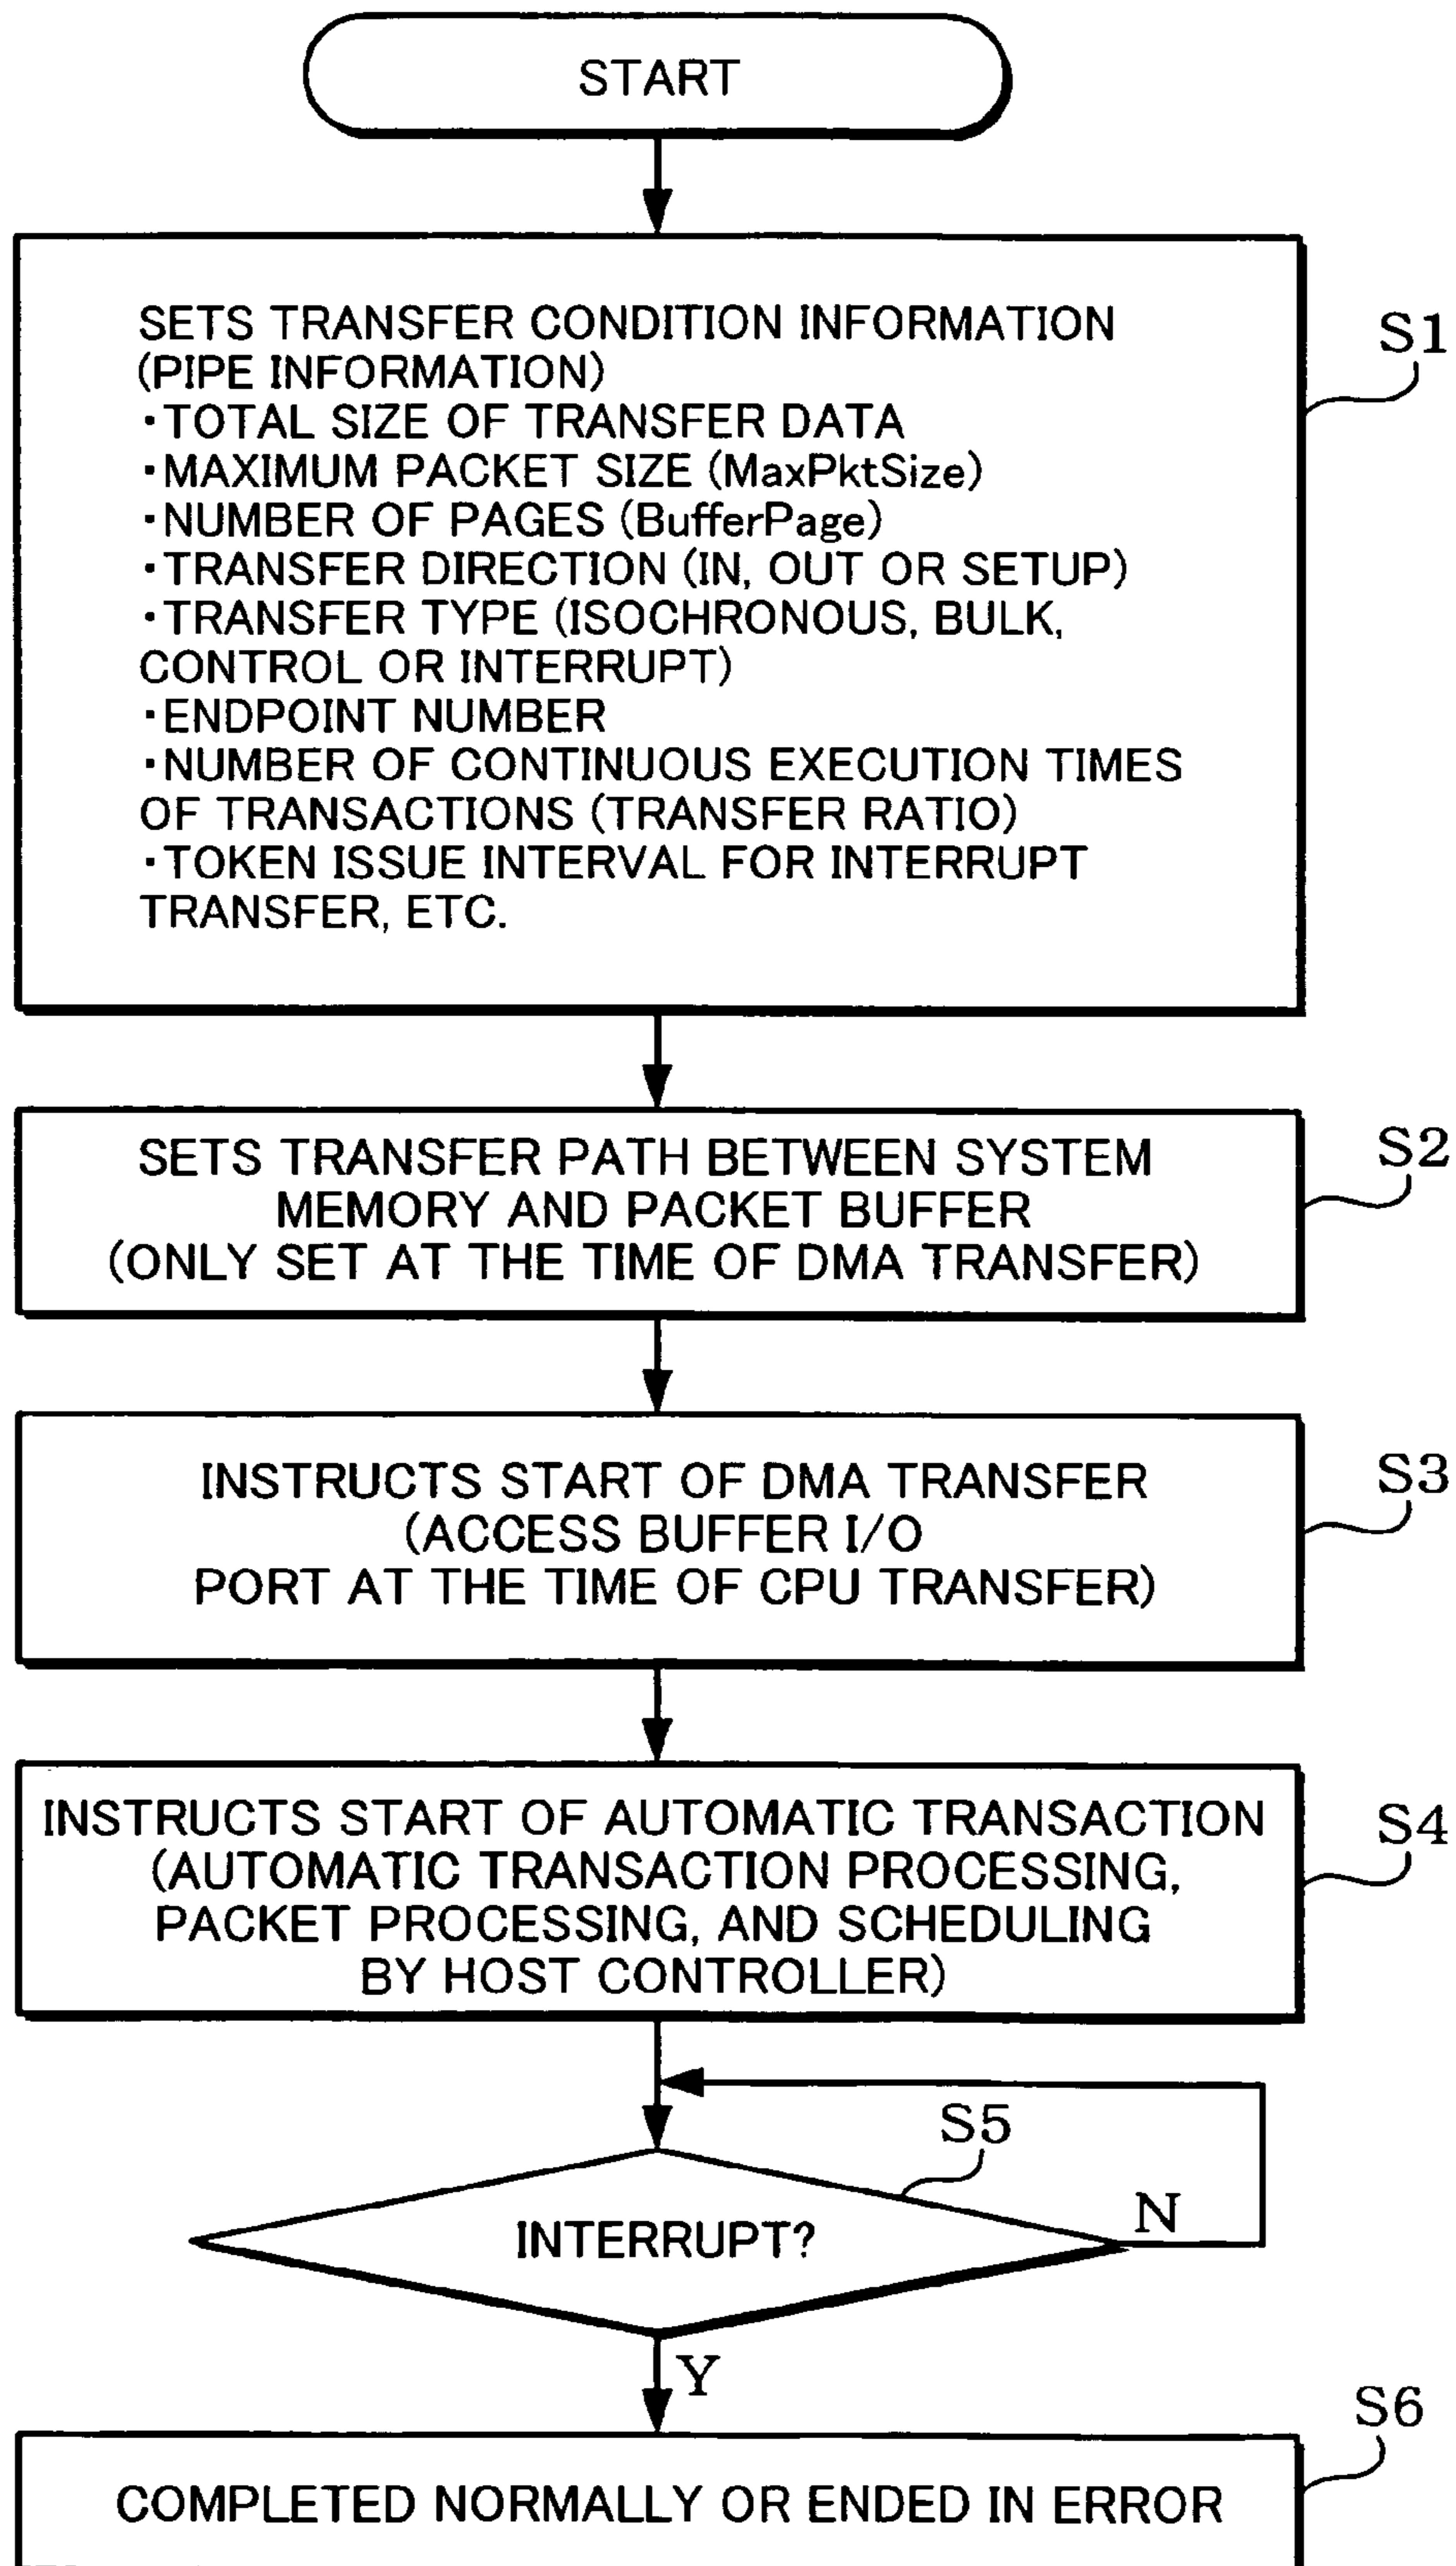 START
SETS TRANSFER CONDITION INFORMATION
(PIPE INFORMATION)
・TOTAL SIZE OF TRANSFER DATA
・MAXIMUM PACKET SIZE (MaxPktSize)
・NUMBER OF PAGES (BufferPage)
・TRANSFER DIRECTION (IN, OUT OR SETUP)
・TRANSFER TYPE (ISOCHRONOUS, BULK,
CONTROL OR INTERRUPT)
・ENDPOINT NUMBER
・NUMBER OF CONTINUOUS EXECUTION TIMES
OF TRANSACTIONS (TRANSFER RATIO)
・TOKEN ISSUE INTERVAL FOR INTERRUPT
TRANSFER, ETC.
S1
SETS TRANSFER PATH BETWEEN SYSTEM
MEMORY AND PACKET BUFFER
(ONLY SET AT THE TIME OF DMA TRANSFER)
S2
INSTRUCTS START OF DMA TRANSFER
(ACCESS BUFFER I/O
PORT AT THE TIME OF CPU TRANSFER)
S3
INSTRUCTS START OF AUTOMATIC TRANSACTION
(AUTOMATIC TRANSACTION PROCESSING,
PACKET PROCESSING, AND SCHEDULING
BY HOST CONTROLLER)
S4
S5
INTERRUPT?
N
Y
S6
COMPLETED NORMALLY OR ENDED IN ERROR